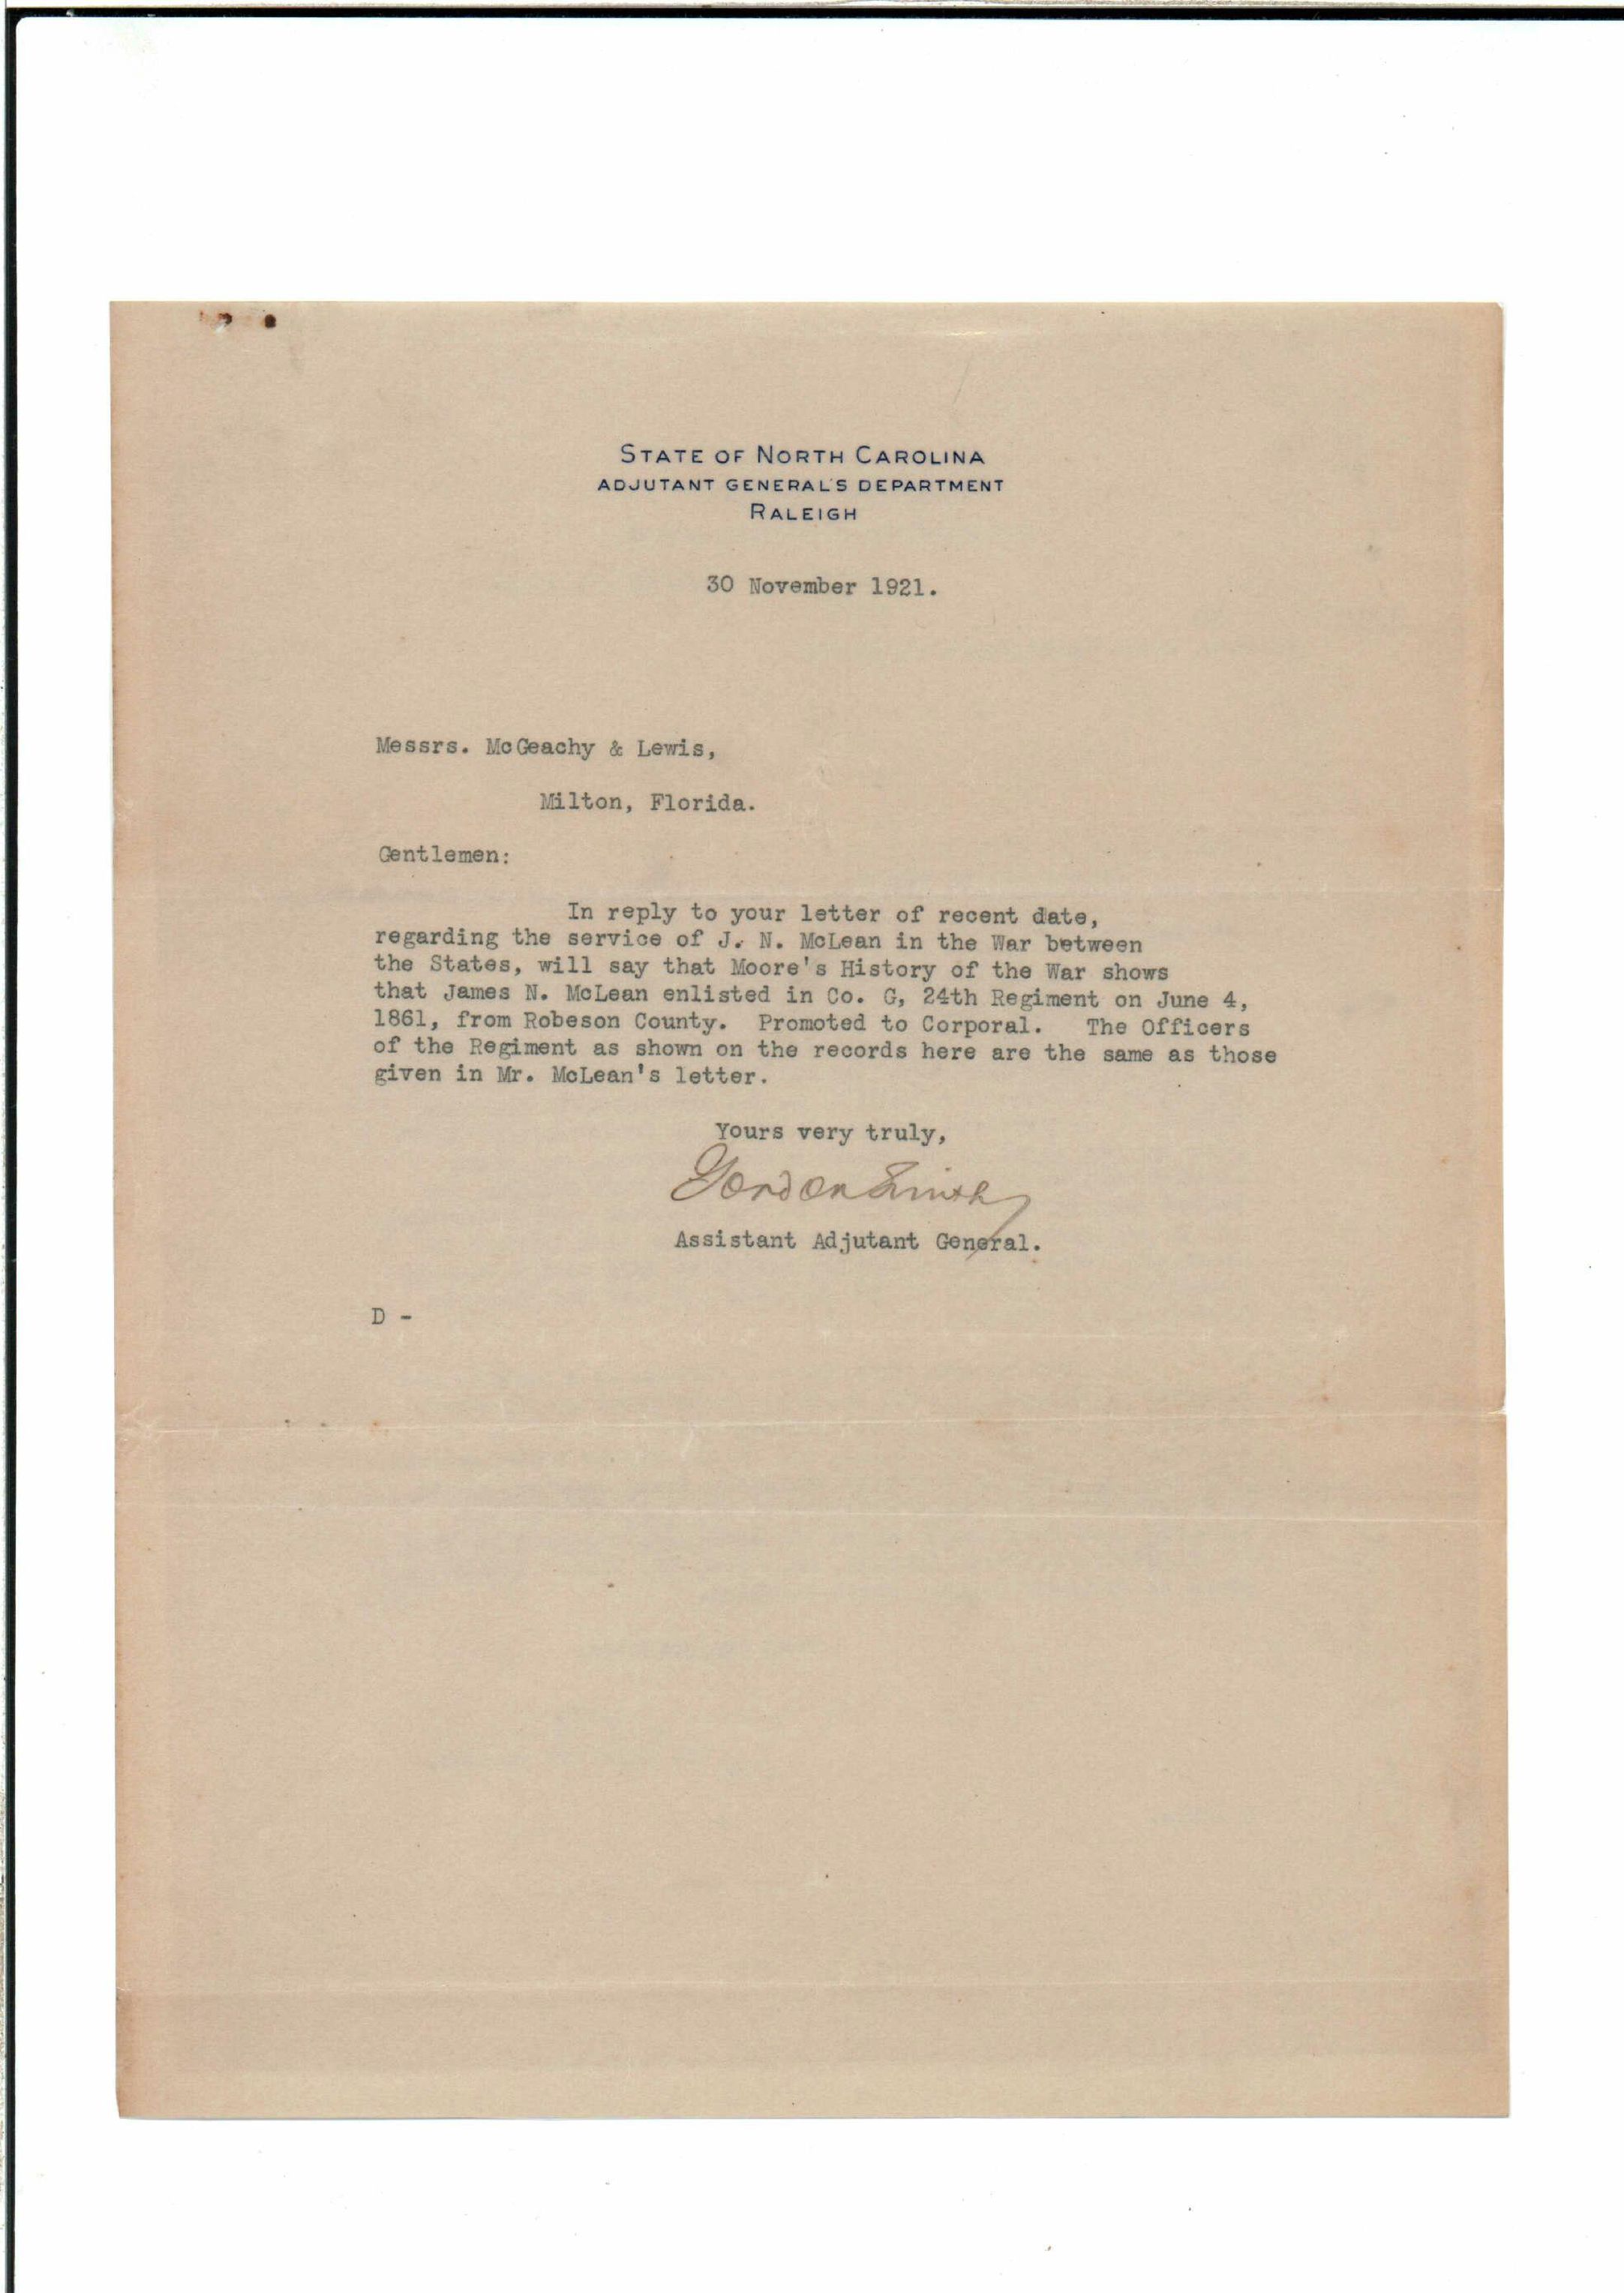 STATE OF NORTH CAROLINA
ADJUTANT GENERAL'S DEPARTMENT
RALEIGH
30 November 1921.
Messrs. McGeachy & Lewis,
Milton, Florida.
Gentlemen:
In reply to your letter of recent date,
regarding the service of J. N. McLean in the War between
the States, will say that Moore's History of the War shows
that James N. McLean enlisted in Co. G, 24th Regiment on June 4,
1861, from Robeson County. Promoted to Corporal. The Officers
of the Regiment as shown on the records here are the same as those
given in Mr. McLean's letter.
Yours very truly,
Gordon Smith
Assistant Adjutant General.
D -